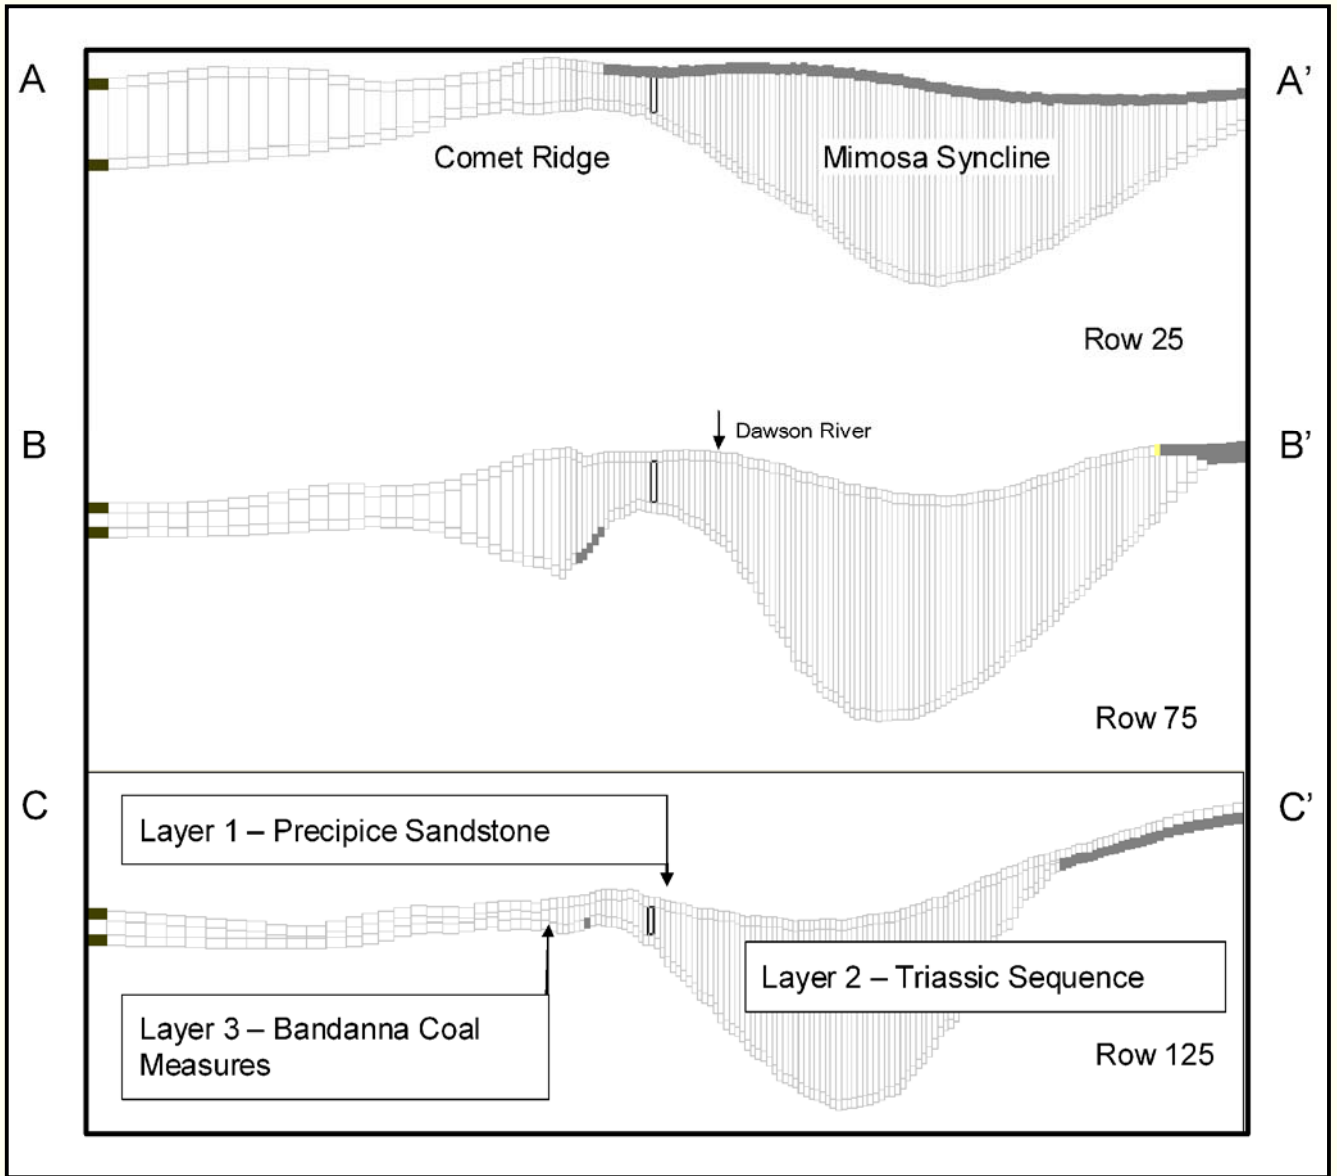 A
A'
Comet Ridge
Mimosa Syncline
Row 25
B
Dawson River
B'
Row 75
C
C'
Layer 1 – Precipice Sandstone
Layer 2 – Triassic Sequence
Layer 3 – Bandanna Coal
Measures
Row 125